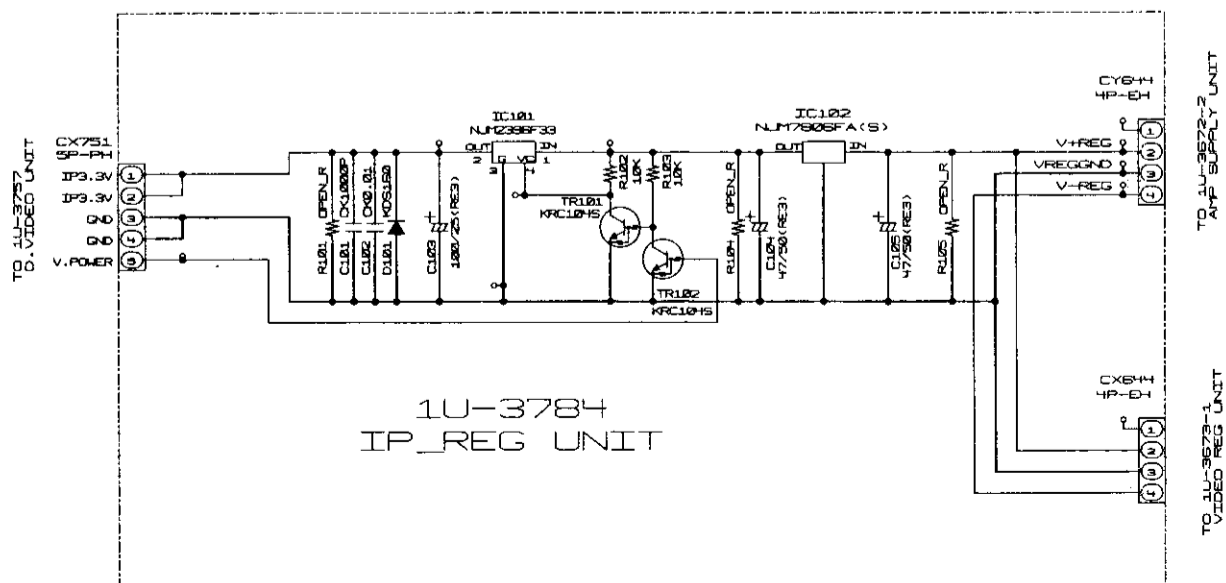 TO 1U-3757
D.VIDEO UNIT
CX751
5P-PH
1
IP3.3V
2
IP3.3V
3
GND
4
GND
5
V.POWER
R101
OPEN_R
C101
CK1000P
C102
CK0.01
D101
KDS160
C103
100/25(RE3)
IC101
NJM2396F33
OUT
IN
G
VC
2
3
4
1
R102
10K
R103
10K
TR101
KRC104S
TR102
KRC104S
R104
OPEN_R
C104
47/50(RE3)
IC102
NJM7806FA(S)
OUT
IN
C105
47/50(RE3)
R105
OPEN_R
CY644
4P-EH
V+REG
VREGGND
V-REG
1
2
3
4
TO 1U-3672-2
AMP SUPPLY UNIT
CX644
4P-EH
1
2
3
4
TO 1U-3673-1
VIDEO REG UNIT
1U-3784
IP_REG UNIT